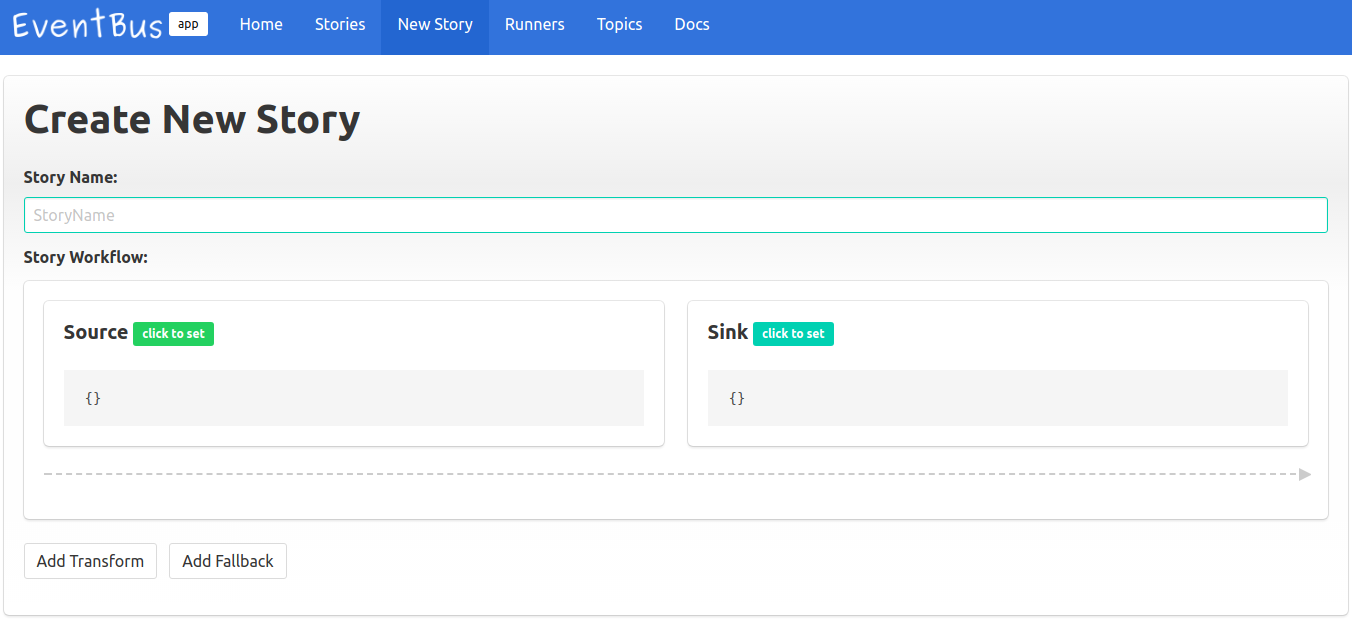 EventBus app Home Stories New Story Runners Topics Docs
Create New Story
Story Name:
StoryName
Story Workflow:
Source click to set
{}
Sink click to set
{}
Add Transform Add Fallback